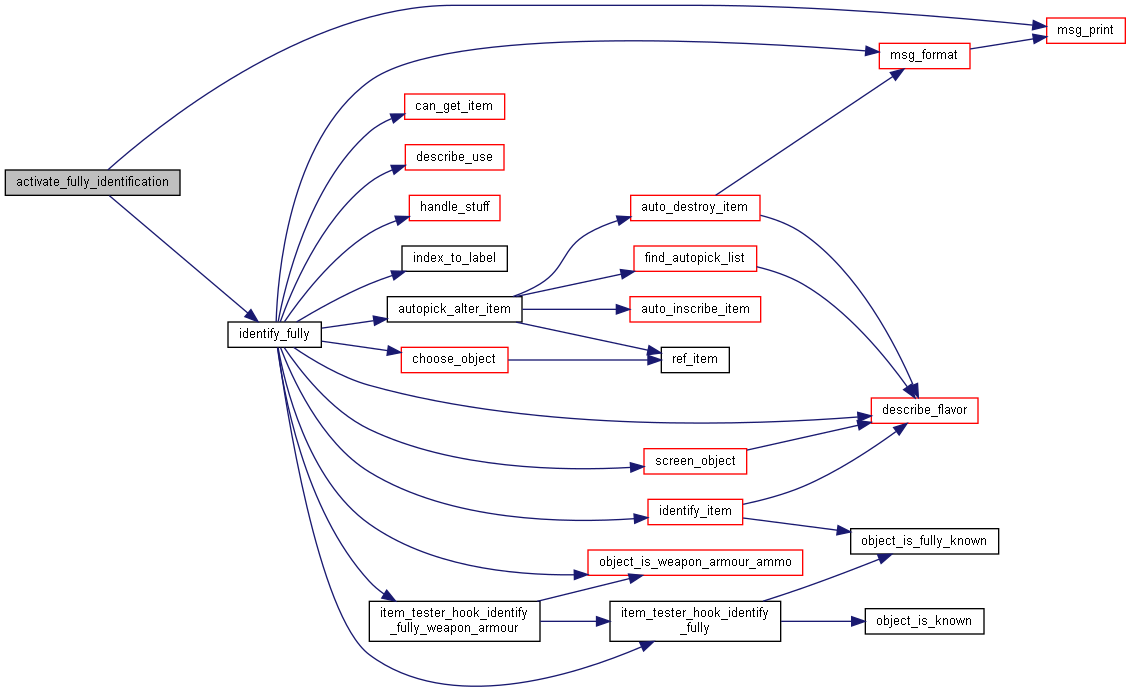 msg_print
msg_format
can_get_item
describe_use
activate_fully_identification
handle_stuff
auto_destroy_item
index_to_label
find_autopick_list
autopick_alter_item
auto_inscribe_item
identify_fully
choose_object
ref_item
describe_flavor
screen_object
identify_item
object_is_fully_known
object_is_weapon_armour_ammo
item_tester_hook_identify
_fully_weapon_armour
item_tester_hook_identify
_fully
object_is_known